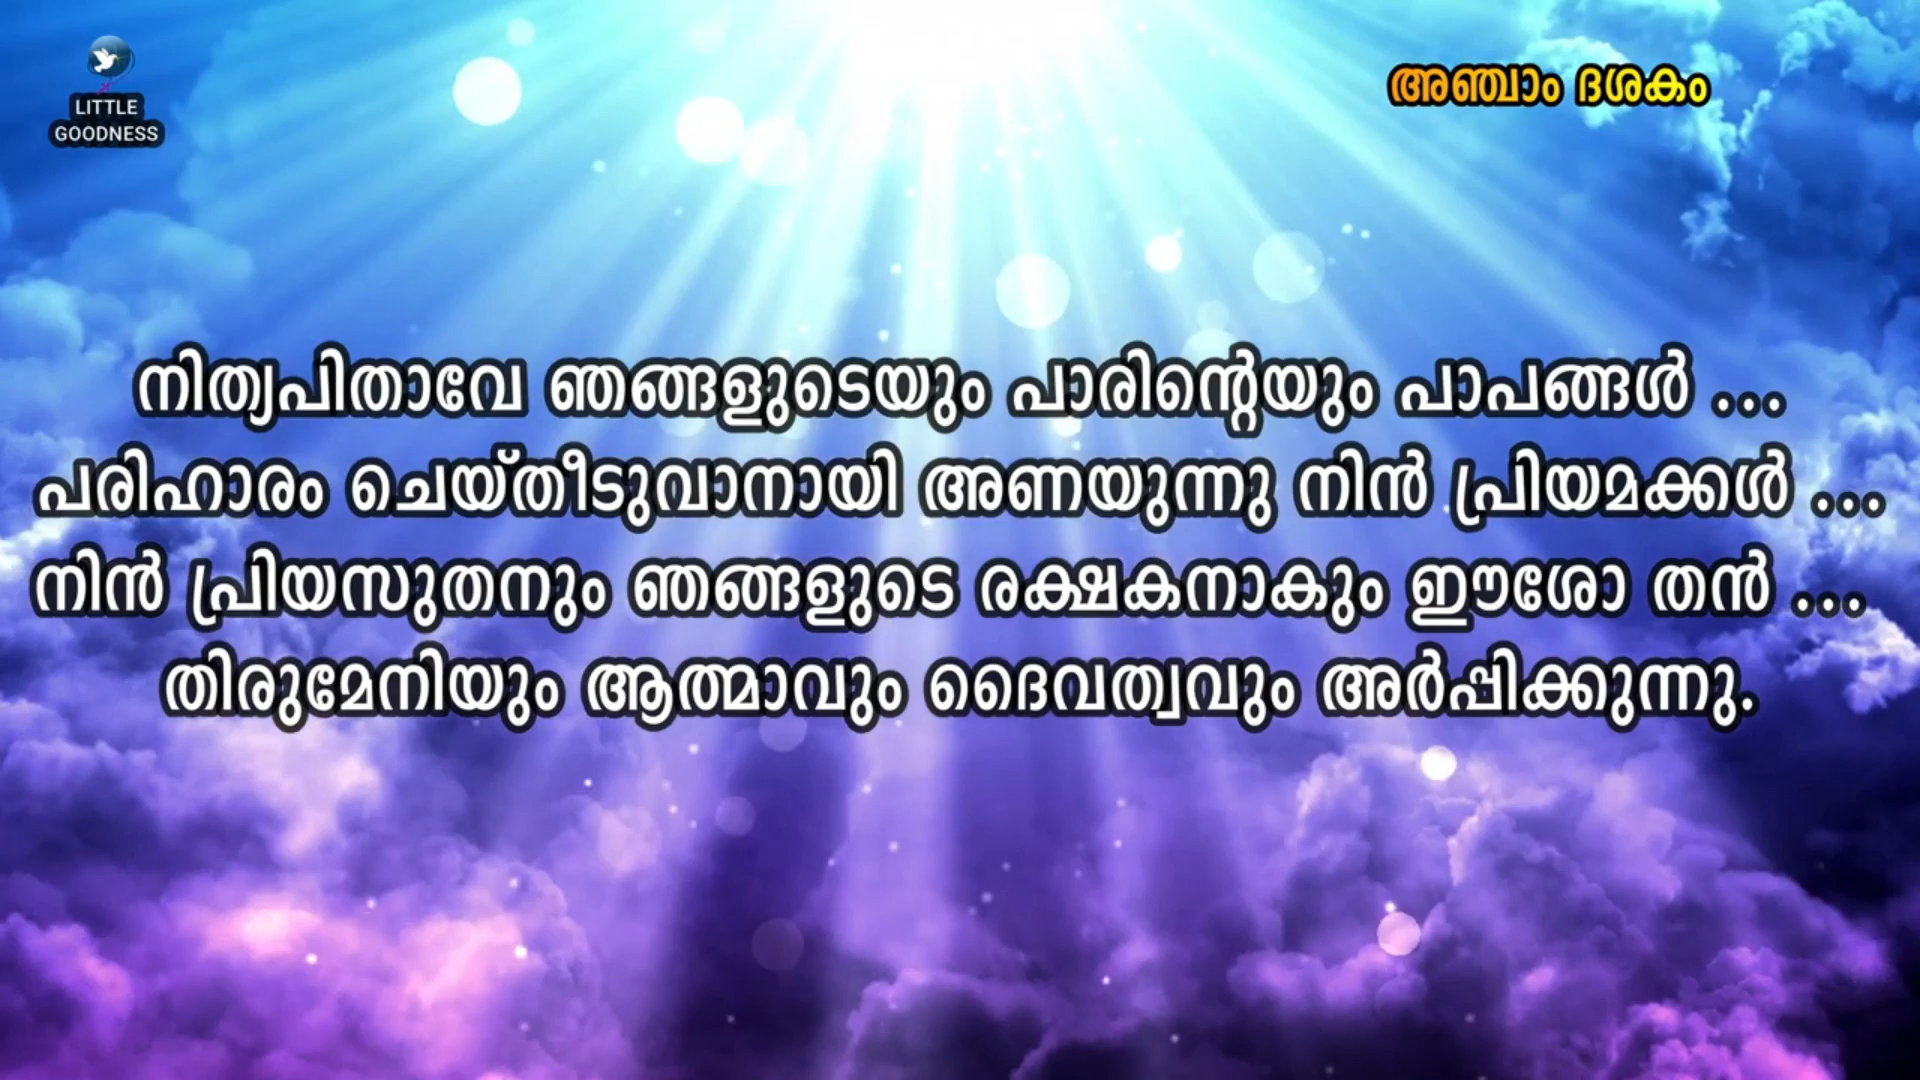 LITTLE
GOODNESS
അഞ്ചാം ദശകം
നിത്യപിതാവേ ഞങ്ങളുടെയും പാരിന്റെയും പാപങ്ങൾ ...
പരിഹാരം ചെയ്തീടുവാനായി അണയുന്നു നിൻ പ്രിയമക്കൾ ...
നിൻ പ്രിയസുതനും ഞങ്ങളുടെ രക്ഷകനാകും ഈശോ തൻ ...
തിരുമേനിയും ആത്മാവും ദൈവത്വവും അർപ്പിക്കുന്നു.